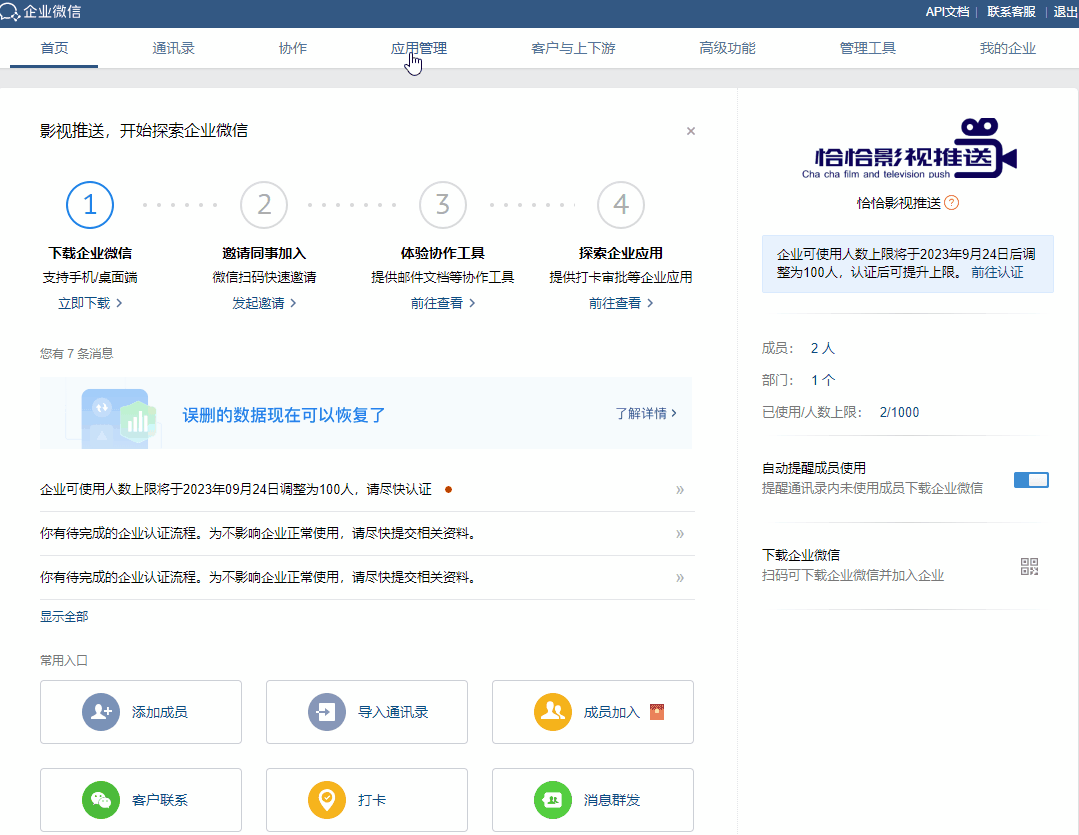 企业微信
API文档 | 联系客服 | 退出
首页 通讯录 协作 应用管理 客户与上下游 高级功能 管理工具 我的企业
影视推送，开始探索企业微信 ×
1 2 3 4
下载企业微信 邀请同事加入 体验协作工具 探索企业应用
支持手机/桌面端 微信扫码快速邀请 提供邮件文档等协作工具 提供打卡审批等企业应用
立即下载 > 发起邀请 > 前往查看 > 前往查看 >
您有 7 条消息
误删的数据现在可以恢复了 了解详情 >
企业可使用人数上限将于2023年09月24日调整为100人，请尽快认证 »
你有待完成的企业认证流程。为不影响企业正常使用，请尽快提交相关资料。 »
你有待完成的企业认证流程。为不影响企业正常使用，请尽快提交相关资料。 »
显示全部
常用入口
添加成员 导入通讯录 成员加入
客户联系 打卡 消息群发
恰恰影视推送
Cha cha film and television push
恰恰影视推送 ?
企业可使用人数上限将于2023年9月24日后调
整为100人，认证后可提升上限。 前往认证
成员： 2 人
部门： 1 个
已使用/人数上限： 2/1000
自动提醒成员使用
提醒通讯录内未使用成员下载企业微信
下载企业微信
扫码可下载企业微信并加入企业